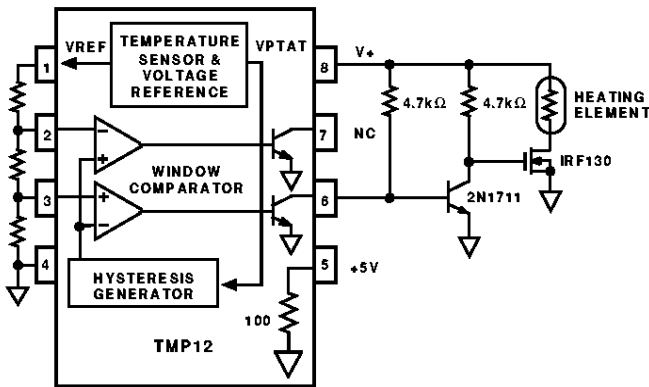 TEMPERATURE
SENSOR &
VOLTAGE
REFERENCE
VREF
VPTAT
1
8
V+
4.7kΩ
4.7kΩ
HEATING
ELEMENT
2
7
NC
WINDOW
COMPARATOR
IRF130
3
6
2N1711
4
5
+5V
HYSTERESIS
GENERATOR
100
TMP12
−
+
+
−